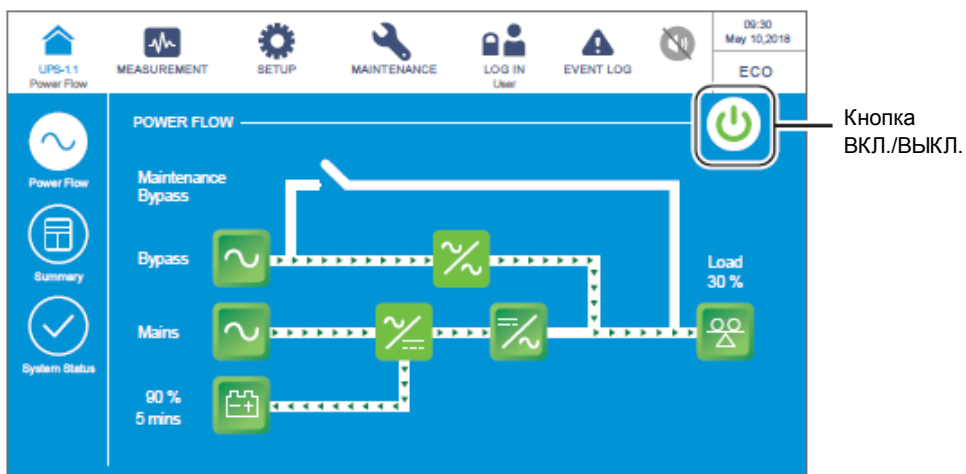 UPS-1.1
Power Flow
MEASUREMENT
SETUP
MAINTENANCE
LOG IN
User
EVENT LOG
09:30
May 10,2018
ECO
Power Flow
Summary
System Status
POWER FLOW
Maintenance
Bypass
Bypass
Mains
90 %
5 mins
Load
30 %
Кнопка
ВКЛ./ВЫКЛ.